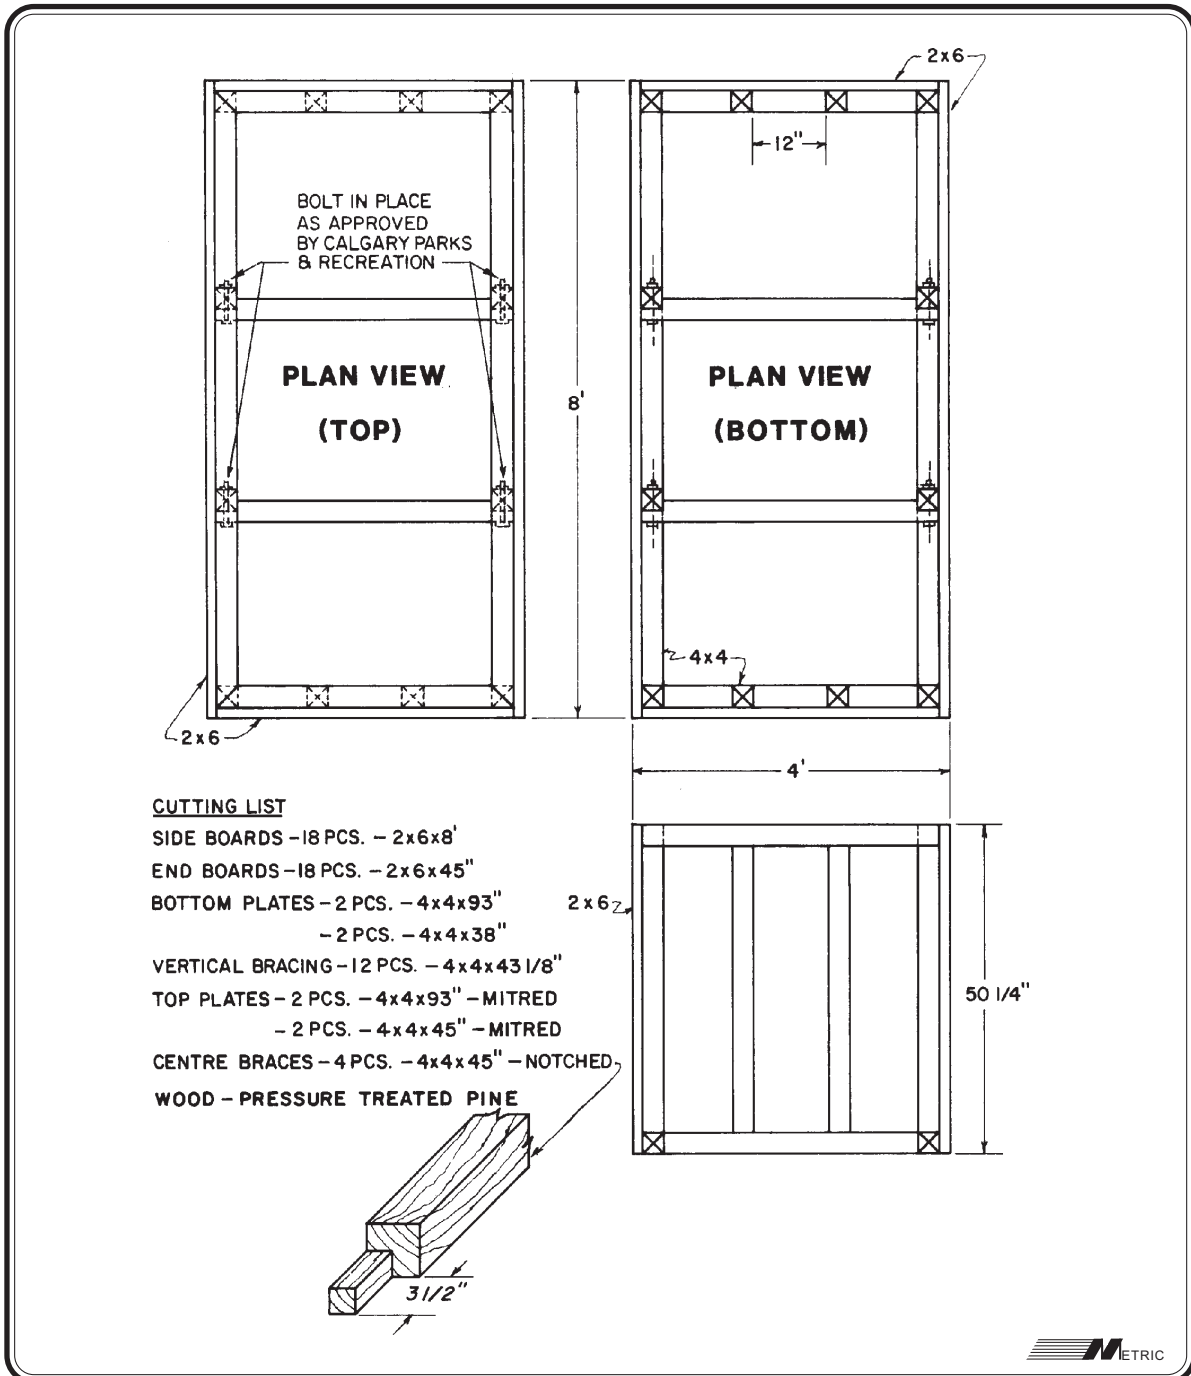 2x6
12"
BOLT IN PLACE
AS APPROVED
BY CALGARY PARKS
& RECREATION
PLAN VIEW
(TOP)
PLAN VIEW
(BOTTOM)
8'
4x4
2x6
4'
CUTTING LIST
SIDE BOARDS - 18 PCS. - 2x6x8'
END BOARDS - 18 PCS. - 2x6x45"
BOTTOM PLATES - 2 PCS. - 4x4x93"
- 2 PCS. - 4x4x38"
VERTICAL BRACING - 12 PCS. - 4x4x43 1/8"
TOP PLATES - 2 PCS. - 4x4x93" - MITRED
- 2 PCS. - 4x4x45" - MITRED
CENTRE BRACES - 4 PCS. - 4x4x45" - NOTCHED
WOOD - PRESSURE TREATED PINE
2x6
50 1/4"
3 1/2"
METRIC